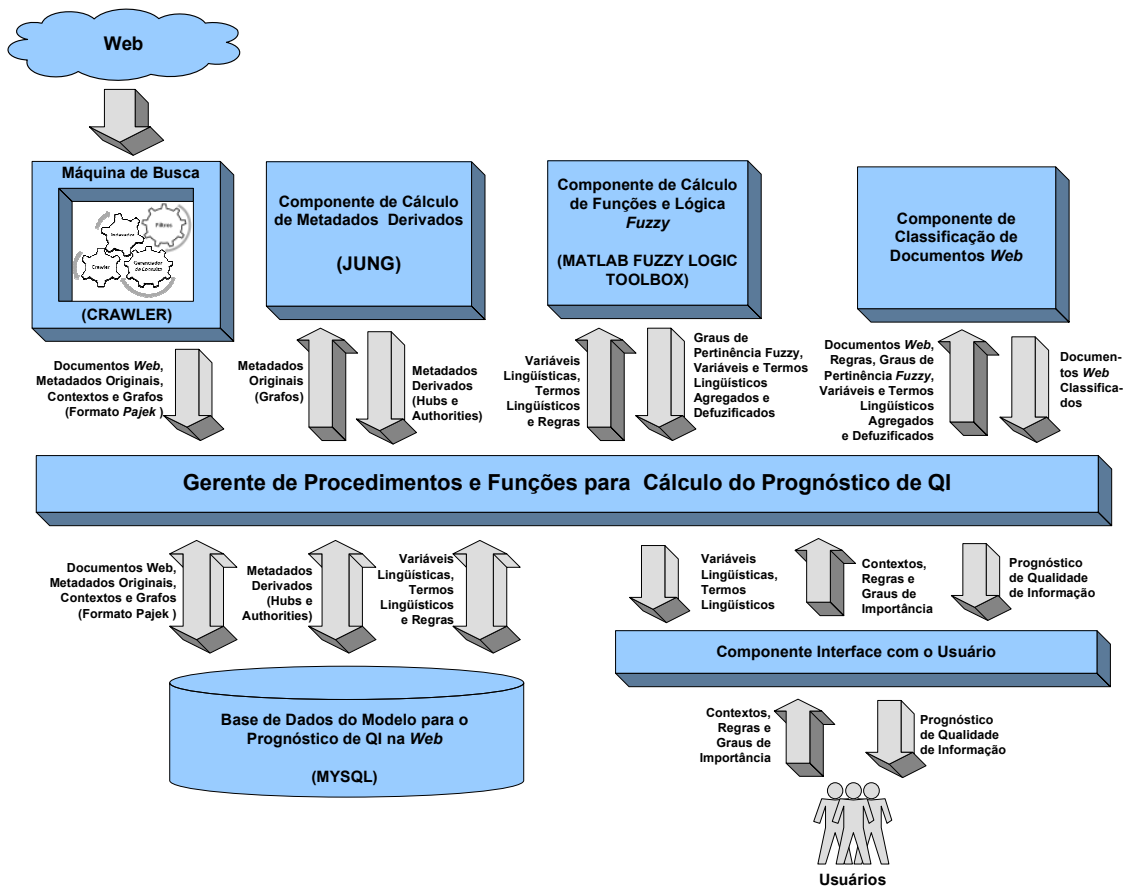 Web
Máquina de Busca
Indexador
Filtros
Crawler
Gerenciador
de Consulta
(CRAWLER)
Componente de Cálculo
de Metadados Derivados
(JUNG)
Componente de Cálculo
de Funções e Lógica
Fuzzy
(MATLAB FUZZY LOGIC
TOOLBOX)
Componente de
Classificação de
Documentos Web
Documentos Web,
Metadados Originais,
Contextos e Grafos
(Formato Pajek )
Metadados
Originais
(Grafos)
Metadados
Derivados
(Hubs e
Authorities)
Variáveis
Lingüísticas,
Termos
Lingüísticos
e Regras
Graus de
Pertinência Fuzzy,
Variáveis e Termos
Lingüísticos
Agregados e
Defuzificados
Documentos Web,
Regras, Graus de
Pertinência Fuzzy,
Variáveis e Termos
Lingüísticos
Agregados
e Defuzificados
Documen-
tos Web
Classifica-
dos
Gerente de Procedimentos e Funções para Cálculo do Prognóstico de QI
Documentos Web,
Metadados Originais,
Contextos e Grafos
(Formato Pajek )
Metadados
Derivados
(Hubs e
Authorities)
Variáveis
Lingüísticas,
Termos
Lingüísticos
e Regras
Variáveis
Lingüísticas,
Termos
Lingüísticos
Contextos,
Regras e
Graus de
Importância
Prognóstico
de Qualidade
de Informação
Componente Interface com o Usuário
Base de Dados do Modelo para o
Prognóstico de QI na Web
(MYSQL)
Contextos,
Regras e
Graus de
Importância
Prognóstico
de Qualidade
de Informação
Usuários